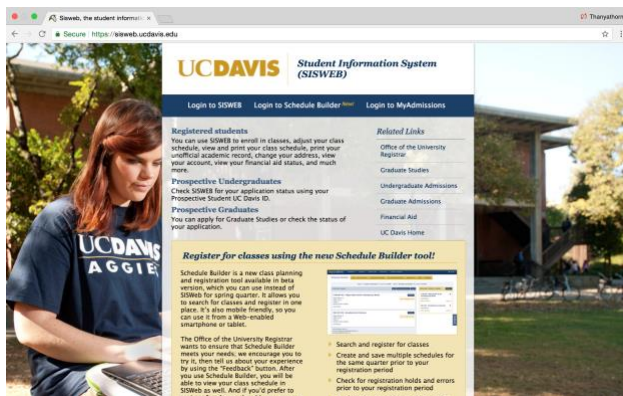 Sisweb, the student informat
Thanyathorn
Secure
https://sisweb.ucdavis.edu
UCDAVIS
Student Information System
(SISWEB)
Login to SISWEB
Login to Schedule Builder New!
Login to MyAdmissions
Registered students
You can use SISWEB to enroll in classes, adjust your class
schedule, view and print your class schedule, print your
unofficial academic record, change your address, view
your account, view your financial aid status, and much
more.
Prospective Undergraduates
Check SISWEB for your application status using your
Prospective Student UC Davis ID.
Prospective Graduates
You can apply for Graduate Studies or check the status of
your application.
Related Links
Office of the University
Registrar
Graduate Studies
Undergraduate Admissions
Graduate Admissions
Financial Aid
UC Davis Home
UCDAVIS
AGGIE
Register for classes using the new Schedule Builder tool!
Schedule Builder is a new class planning
and registration tool available in beta
version, which you can use instead of
SISWeb for spring quarter. It allows you
to search for classes and register in one
place. It's also mobile friendly, so you
can use it from a Web-enabled
smartphone or tablet.
The Office of the University Registrar
wants to ensure that Schedule Builder
meets your needs; we encourage you to
try it, then tell us about your experience
by using the "Feedback" button. After
you use Schedule Builder, you will be
able to view your class schedule in
SISWeb as well. And if you'd prefer to
Search and register for classes
Create and save multiple schedules for
the same quarter prior to your
registration period
Check for registration holds and errors
prior to your registration period